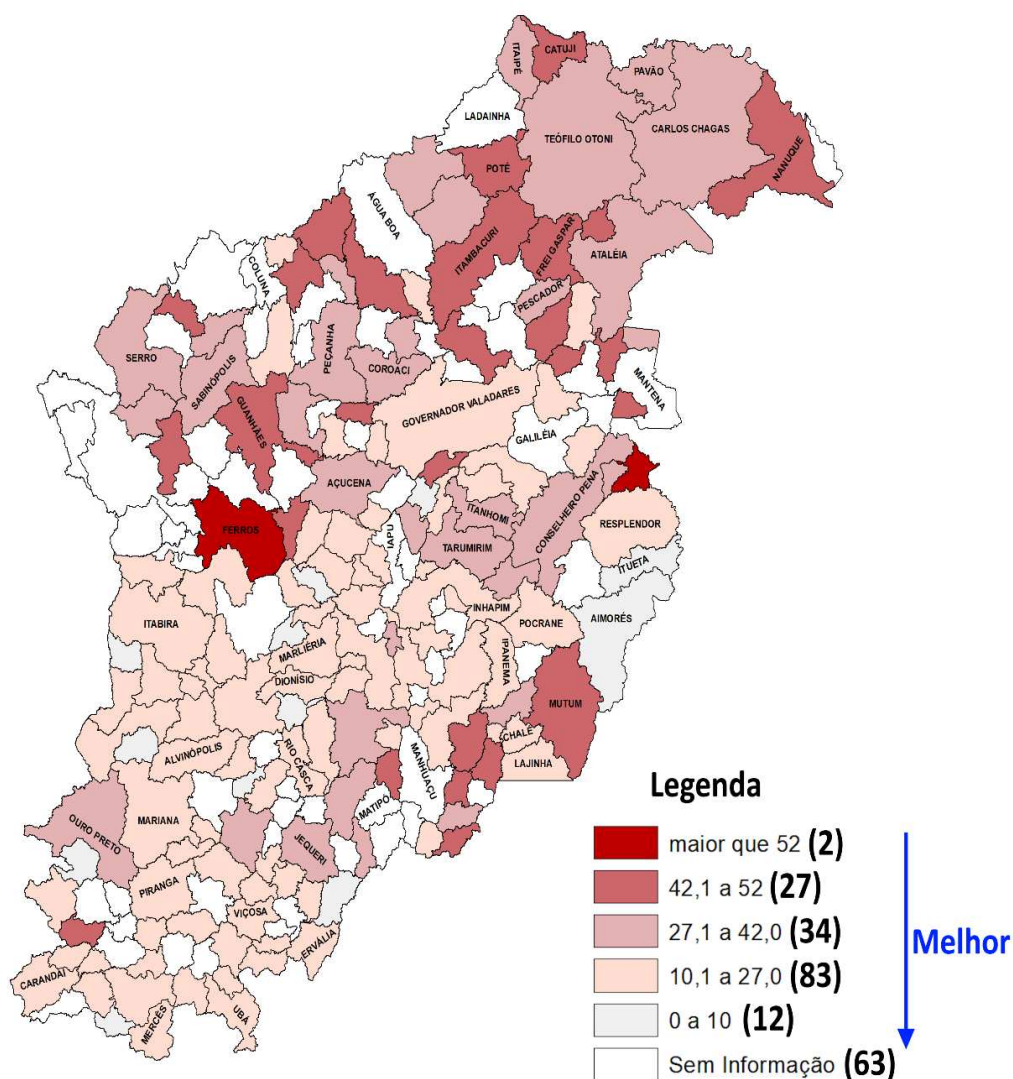 ITAIPÉ
CATUJI
PAVÃO
LADAINHA
TEÓFILO OTONI
CARLOS CHAGAS
NANUQUE
POTÉ
ÁGUA BOA
ITAMBACURI
FREI GASPAR
ATALÉIA
COLUNA
PESCADOR
SERRO
SABINÓPOLIS
PEÇANHA
COROACI
MANTENA
GUANHÃES
GOVERNADOR VALADARES
GALILÉIA
AÇUCENA
CONSELHEIRO PENA
ITANHOMI
FERROS
IAPU
TARUMIRIM
RESPLENDOR
ITUETA
ITABIRA
INHAPIM
AIMORÉS
POCRANE
MARLIÉRIA
IPANEMA
DIONÍSIO
MUTUM
CHALÉ
ALVINÓPOLIS
RIO CASCA
MANHUAÇU
LAJINHA
MATIPÓ
OURO PRETO
MARIANA
JEQUERI
PIRANGA
VIÇOSA
ERVÁLIA
CARANDAÍ
MERCÊS
UBÁ
Legenda
maior que 52 (2)
42,1 a 52 (27)
27,1 a 42,0 (34)
10,1 a 27,0 (83)
0 a 10 (12)
Sem Informação (63)
Melhor